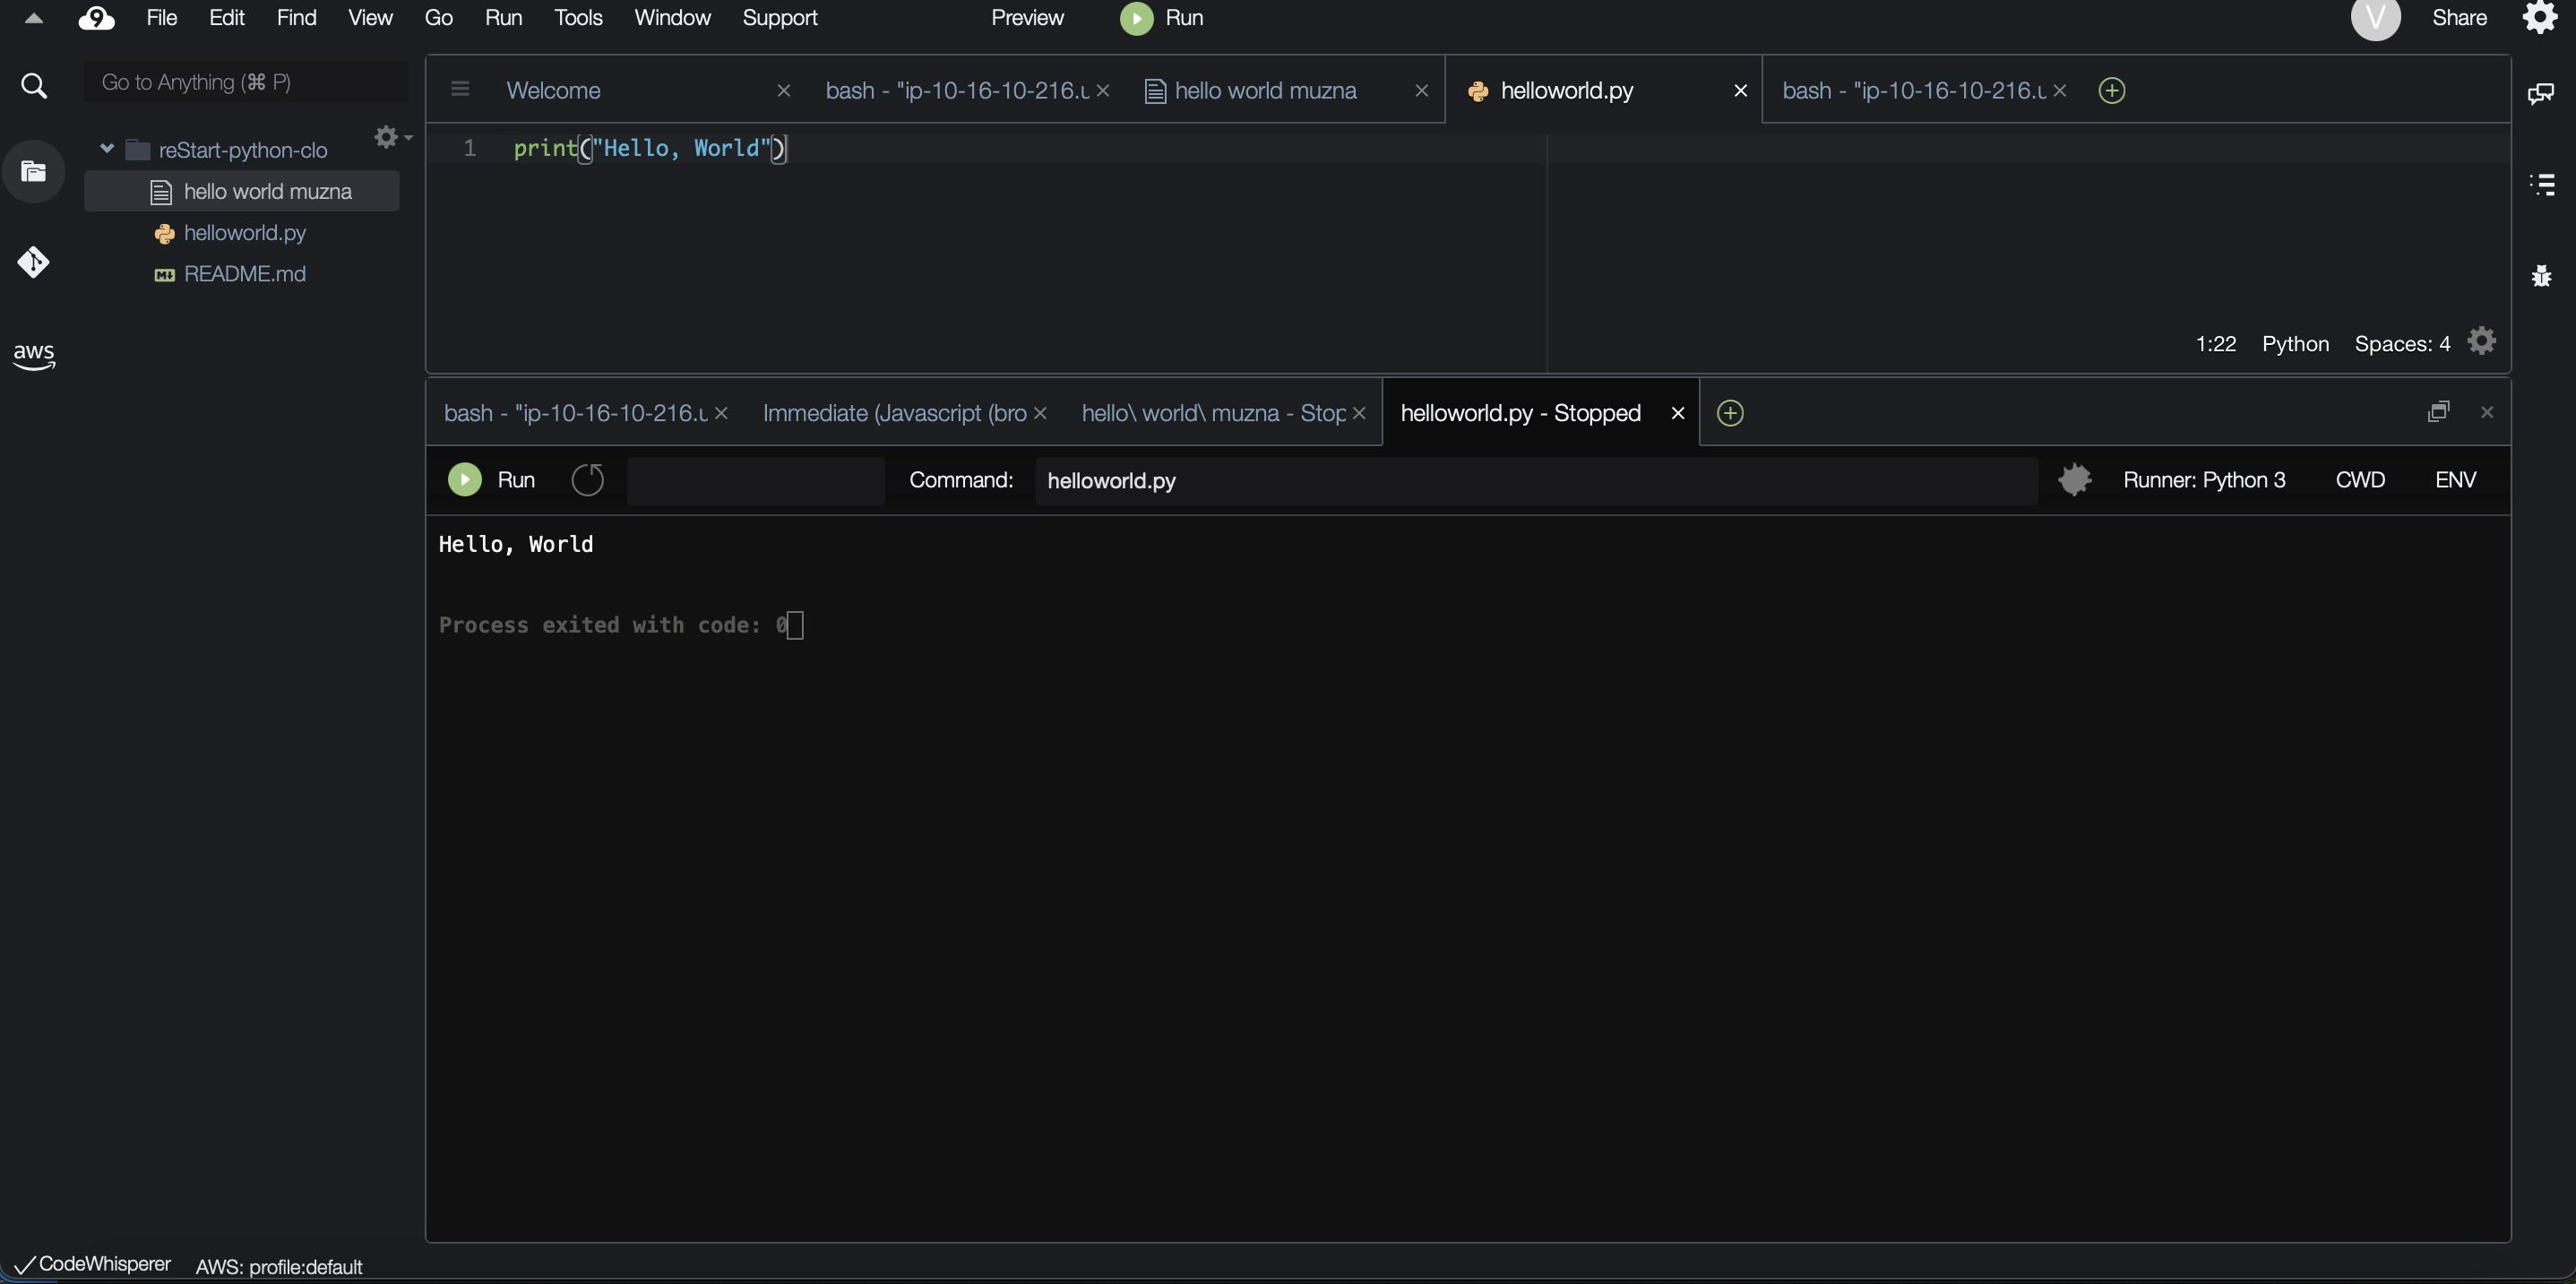 File Edit Find View Go Run Tools Window Support Preview Run V Share
Go to Anything (⌘ P)
Welcome bash - "ip-10-16-10-216.u hello world muzna helloworld.py bash - "ip-10-16-10-216.u
reStart-python-clo
hello world muzna
helloworld.py
README.md
aws
1 print("Hello, World")
1:22 Python Spaces: 4
bash - "ip-10-16-10-216.u Immediate (Javascript (bro hello\ world\ muzna - Stop helloworld.py - Stopped
Run Command: helloworld.py Runner: Python 3 CWD ENV
Hello, World
Process exited with code: 0
CodeWhisperer AWS: profile:default